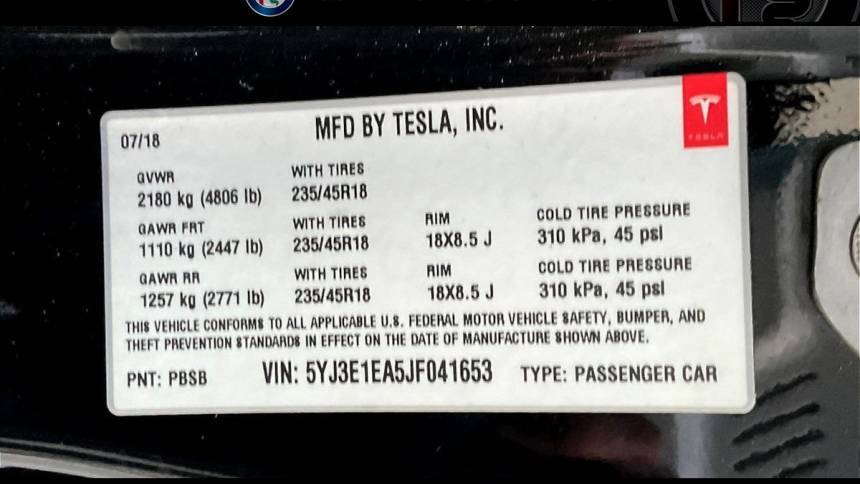 07/18
MFD BY TESLA, INC.
TESLA
GVWR WITH TIRES
2180 kg (4806 lb) 235/45R18
GAWR FRT WITH TIRES RIM COLD TIRE PRESSURE
1110 kg (2447 lb) 235/45R18 18X8.5 J 310 kPa, 45 psi
GAWR RR WITH TIRES RIM COLD TIRE PRESSURE
1257 kg (2771 lb) 235/45R18 18X8.5 J 310 kPa, 45 psi
THIS VEHICLE CONFORMS TO ALL APPLICABLE U.S. FEDERAL MOTOR VEHICLE SAFETY, BUMPER, AND
THEFT PREVENTION STANDARDS IN EFFECT ON THE DATE OF MANUFACTURE SHOWN ABOVE.
PNT: PBSB VIN: 5YJ3E1EA5JF041653 TYPE: PASSENGER CAR